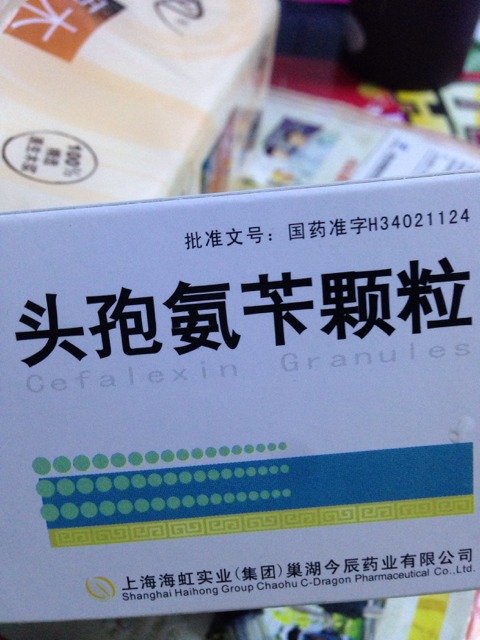 木
100%
批准文号：国药准字H34021124
头孢氨苄颗粒
Cefalexin Granules
上海海虹实业(集团)巢湖今辰药业有限公司
Shanghai Haihong Group Chaohu C-Dragon Pharmaceutical Co.,Ltd.